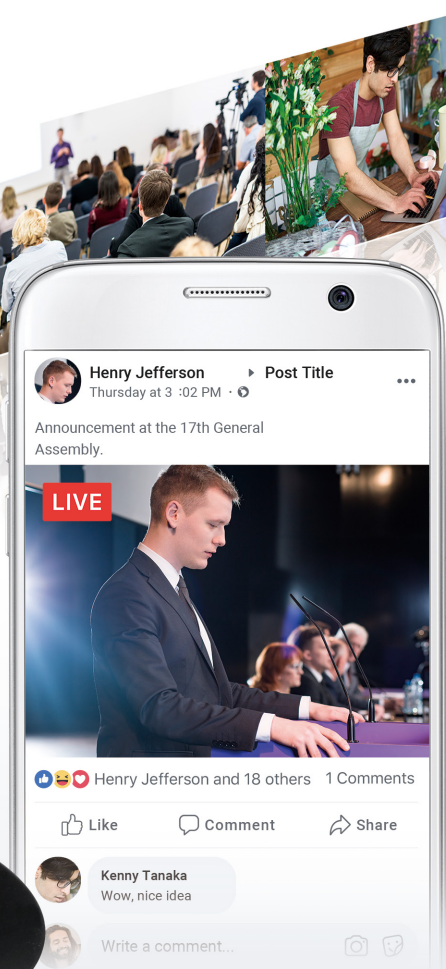 Henry Jefferson ▸ Post Title
Thursday at 3 :02 PM ·
Announcement at the 17th General
Assembly.
LIVE
Henry Jefferson and 18 others 1 Comments
Like Comment Share
Kenny Tanaka
Wow, nice idea
Write a comment...